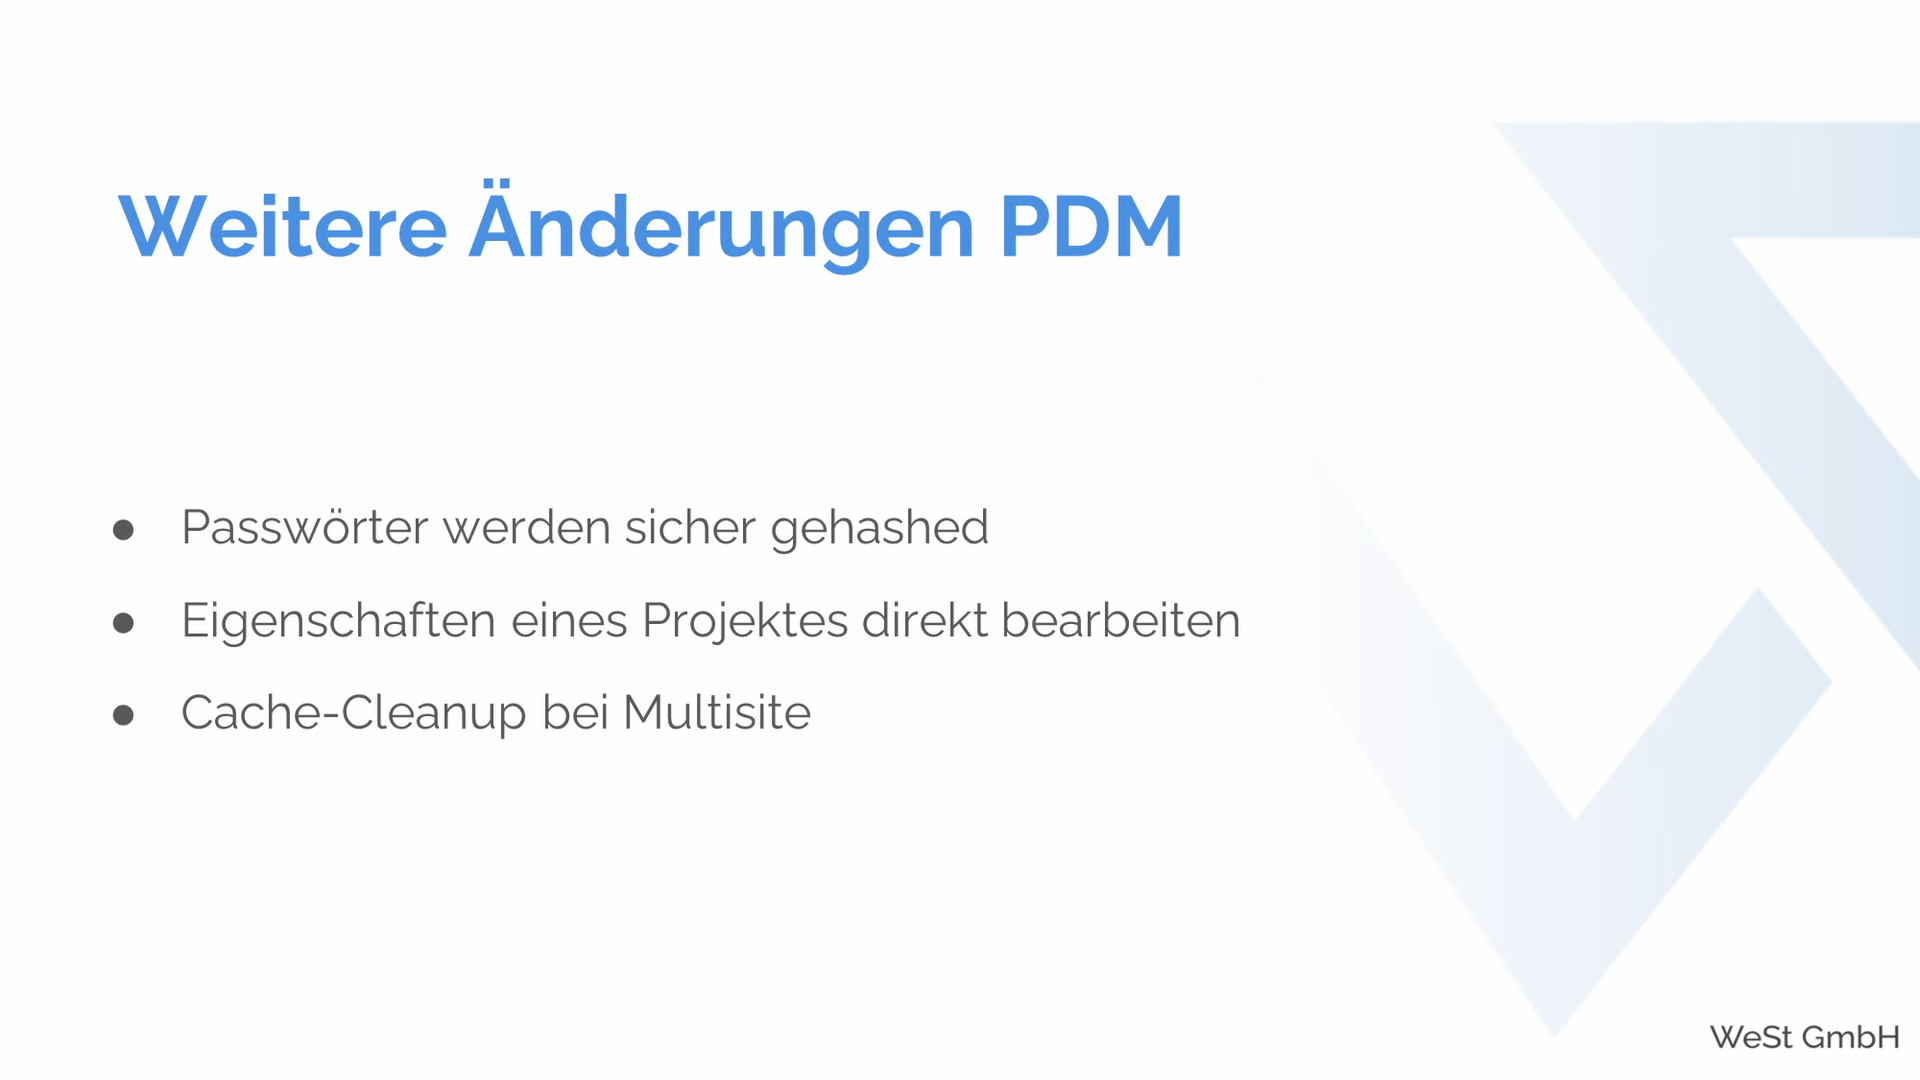 Weitere Änderungen PDM
● Passwörter werden sicher gehashed
● Eigenschaften eines Projektes direkt bearbeiten
● Cache-Cleanup bei Multisite
WeSt GmbH